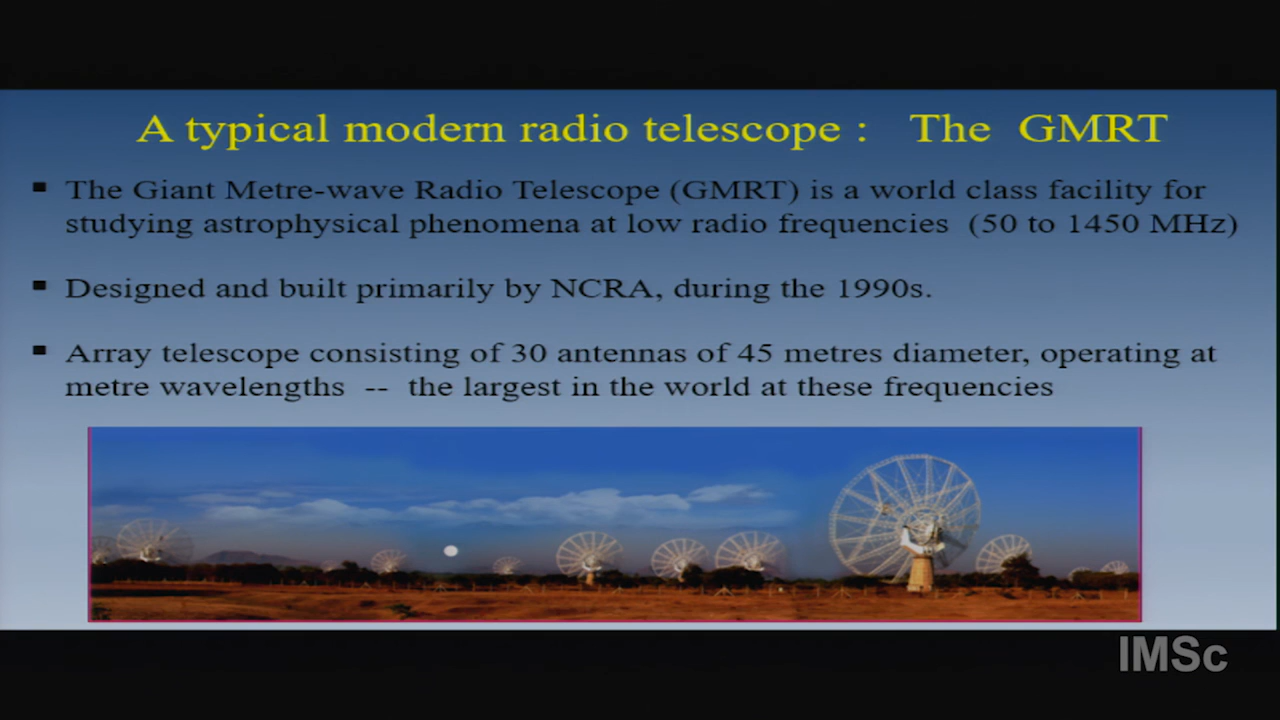 A typical modern radio telescope : The GMRT
▪ The Giant Metre-wave Radio Telescope (GMRT) is a world class facility for
studying astrophysical phenomena at low radio frequencies (50 to 1450 MHz)
▪ Designed and built primarily by NCRA, during the 1990s.
▪ Array telescope consisting of 30 antennas of 45 metres diameter, operating at
metre wavelengths -- the largest in the world at these frequencies
IMSc